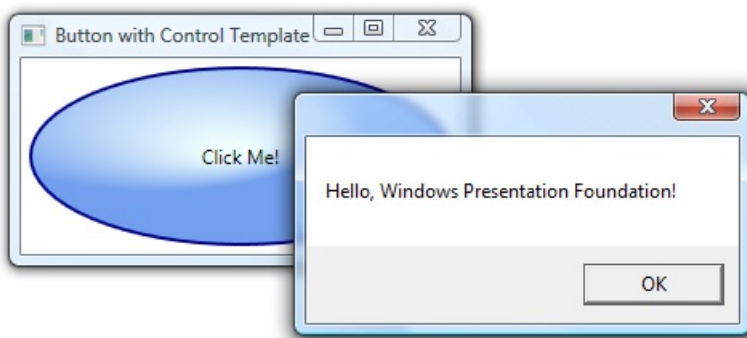 Button with Control Template
Click Me!
Hello, Windows Presentation Foundation!
OK